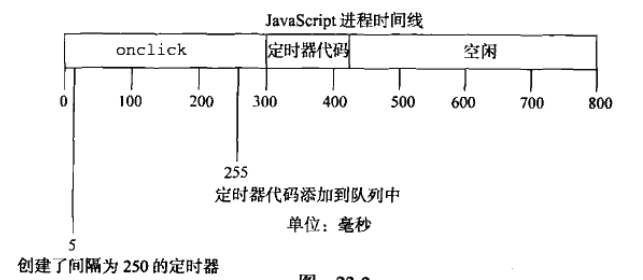 JavaScript 进程时间线
onclick 定时器代码 空闲
0 100 200 300 400 500 600 700 800
255
定时器代码添加到队列中
单位：毫秒
5
创建了间隔为 250 的定时器